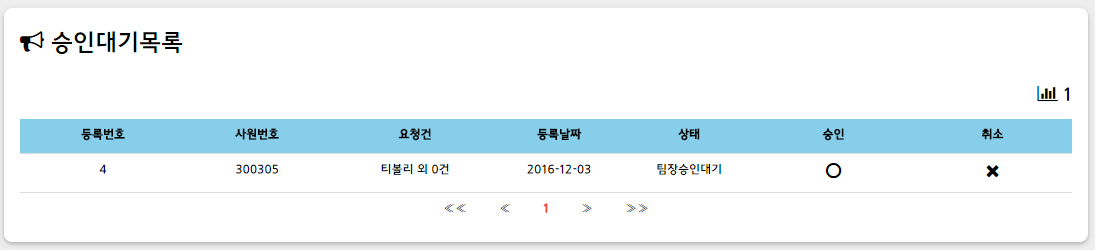 승인대기목록
1
등록번호 사원번호 요청건 등록날짜 상태 승인 취소
4 300305 티볼리 외 0건 2016-12-03 팀장승인대기
≪≪ ≪ 1 ≫ ≫≫